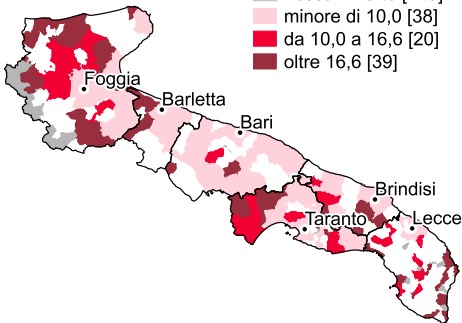 minore di 10,0 [38]
da 10,0 a 16,6 [20]
oltre 16,6 [39]
Foggia
Barletta
Bari
Brindisi
Taranto
Lecce